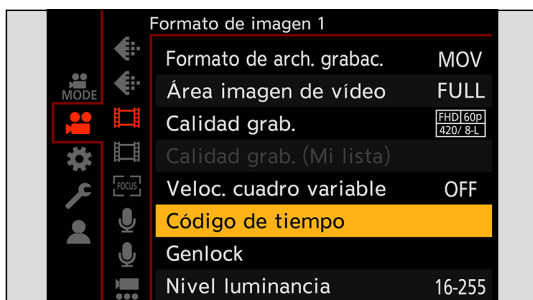 Formato de imagen 1
MODE
FOCUS
Formato de arch. grabac. MOV
Área imagen de vídeo FULL
Calidad grab. FHD 60p 420/8-L
Calidad grab. (Mi lista)
Veloc. cuadro variable OFF
Código de tiempo
Genlock
Nivel luminancia 16-255